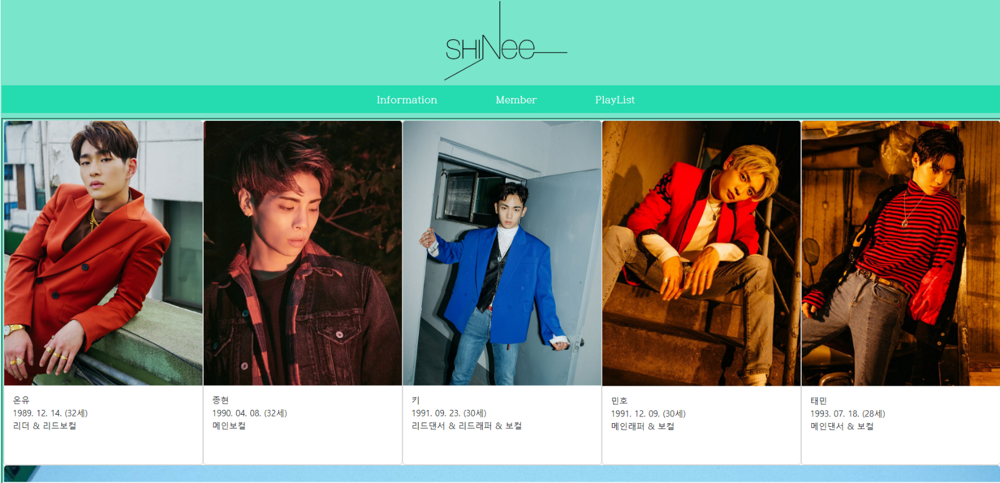 SHINee
Information Member PlayList
온유
1989. 12. 14. (32세)
리더 & 리드보컬
종현
1990. 04. 08. (32세)
메인보컬
키
1991. 09. 23. (30세)
리드댄서 & 리드래퍼 & 보컬
민호
1991. 12. 09. (30세)
메인래퍼 & 보컬
태민
1993. 07. 18. (28세)
메인댄서 & 보컬